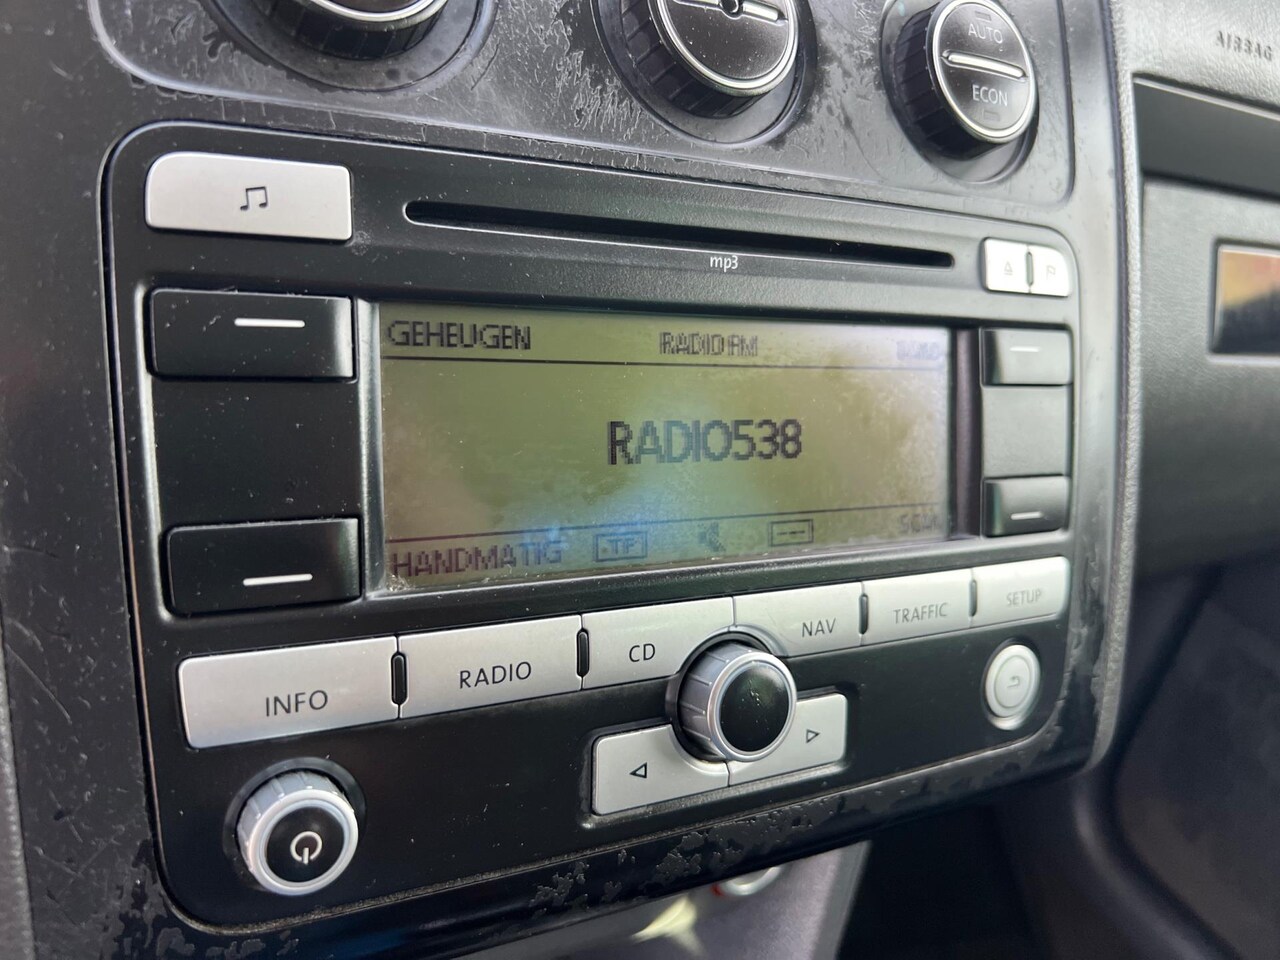 AUTO
ECON
AIRBAG
mp3
GEHEUGEN RADIO FM
RADIO538
HANDMATIG TP
INFO RADIO CD NAV TRAFFIC SETUP